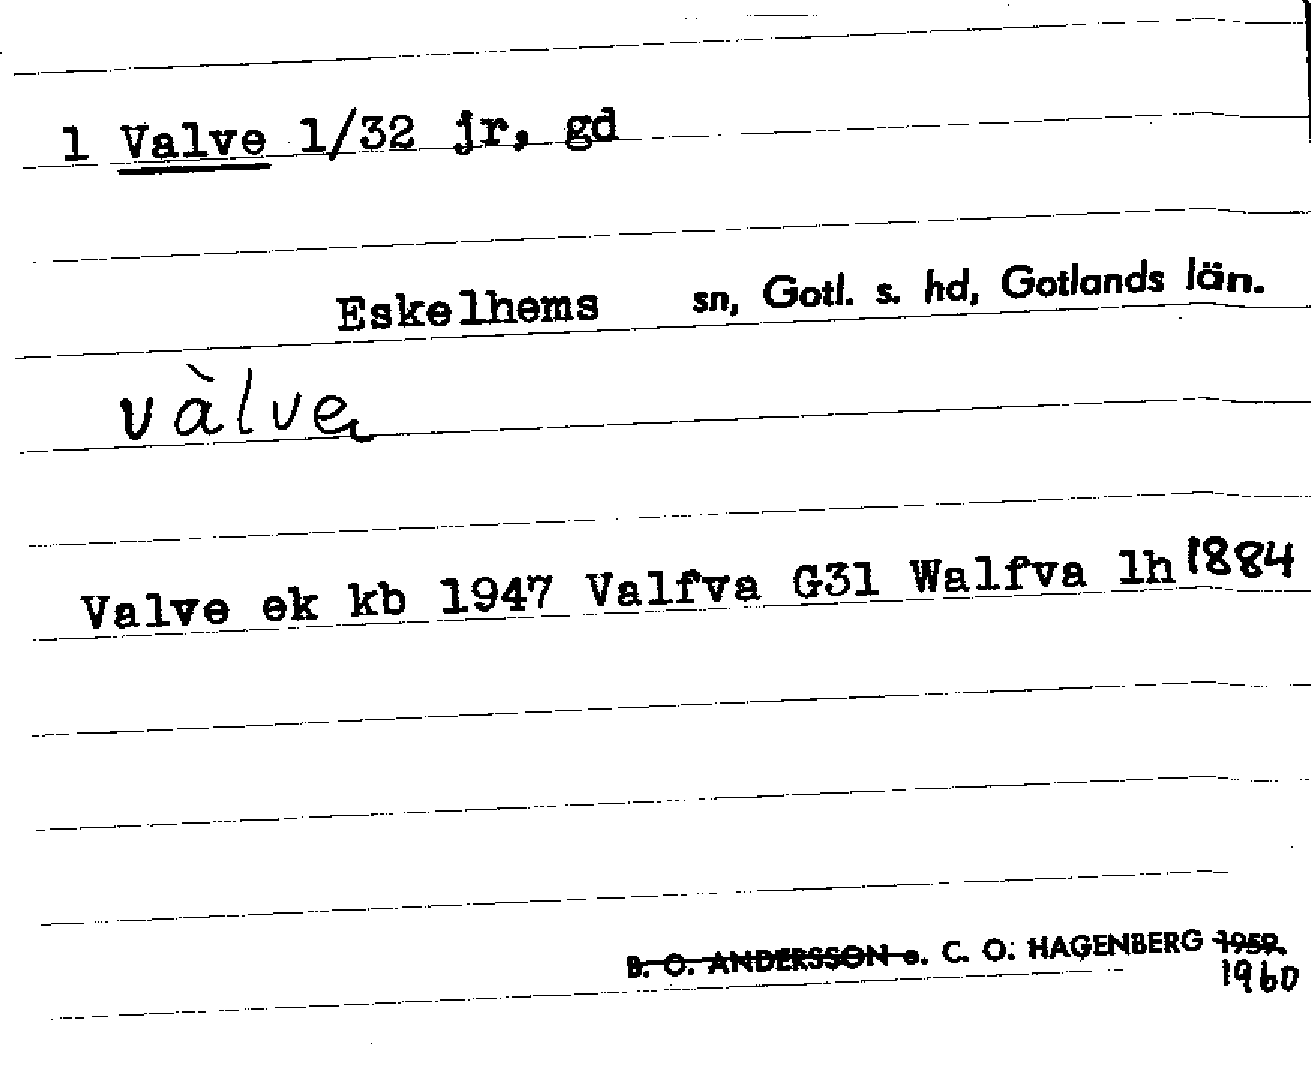 1 Valve 1/32 jr, gd
Eskelhems sn, Gotl. s. hd, Gotlands län.
vàlve
Valve ek kb 1947 Valfva G31 Walfva lh 1884
B. O. ANDERSSON o. C. O. HAGENBERG 1959.
1960